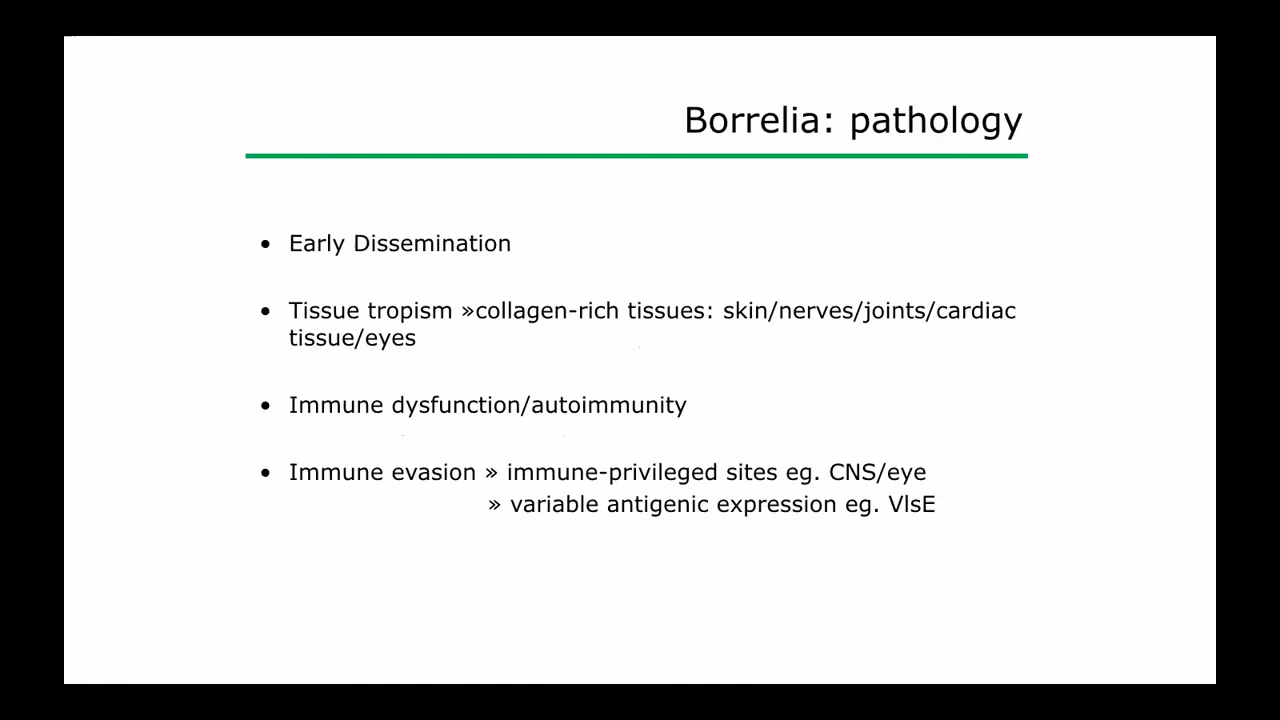 Borrelia: pathology
• Early Dissemination
• Tissue tropism »collagen-rich tissues: skin/nerves/joints/cardiac
tissue/eyes
• Immune dysfunction/autoimmunity
• Immune evasion » immune-privileged sites eg. CNS/eye
» variable antigenic expression eg. VlsE